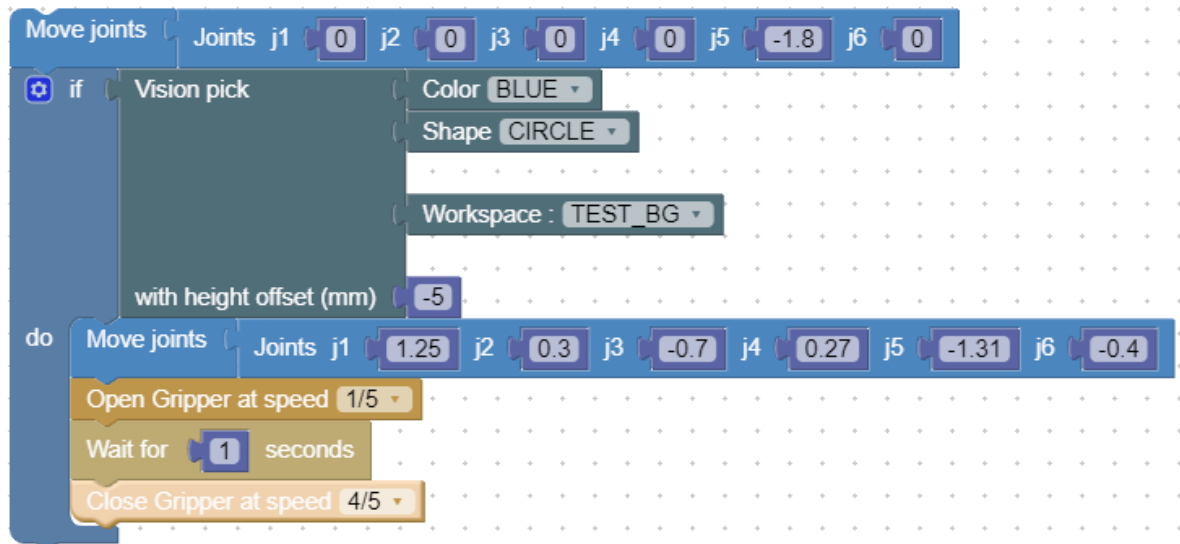 Move joints Joints j1 0 j2 0 j3 0 j4 0 j5 -1.8 j6 0
if Vision pick Color BLUE
Shape CIRCLE
Workspace : TEST_BG
with height offset (mm) -5
do Move joints Joints j1 1.25 j2 0.3 j3 -0.7 j4 0.27 j5 -1.31 j6 -0.4
Open Gripper at speed 1/5
Wait for 1 seconds
Close Gripper at speed 4/5